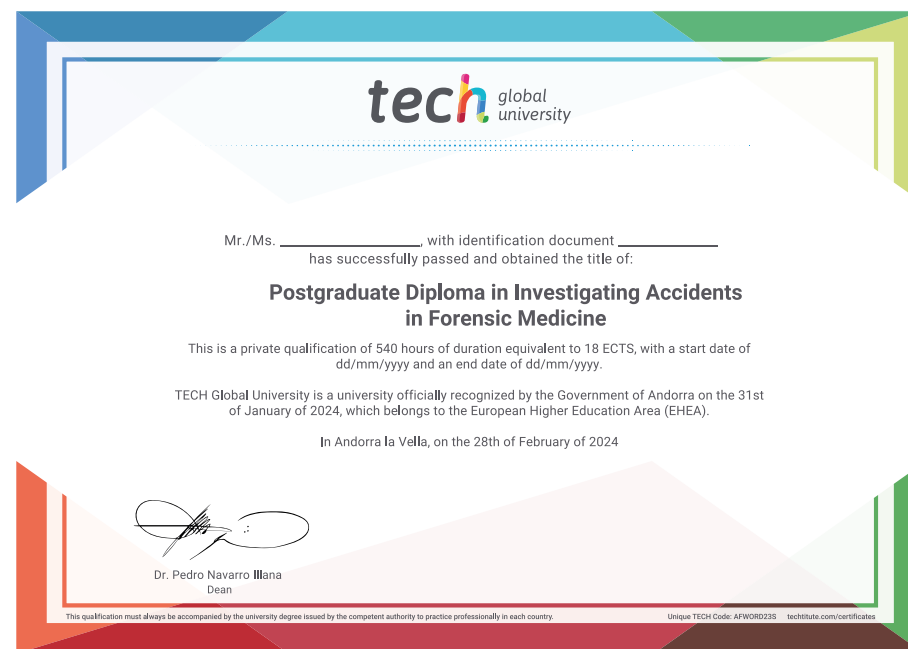 tech global
university
Mr./Ms. ____________, with identification document ____________
has successfully passed and obtained the title of:
Postgraduate Diploma in Investigating Accidents
in Forensic Medicine
This is a private qualification of 540 hours of duration equivalent to 18 ECTS, with a start date of
dd/mm/yyyy and an end date of dd/mm/yyyy.
TECH Global University is a university officially recognized by the Government of Andorra on the 31st
of January of 2024, which belongs to the European Higher Education Area (EHEA).
In Andorra la Vella, on the 28th of February of 2024
Dr. Pedro Navarro Illana
Dean
This qualification must always be accompanied by the university degree issued by the competent authority to practice professionally in each country.
Unique TECH Code: AFWORD23S techtitute.com/certificates